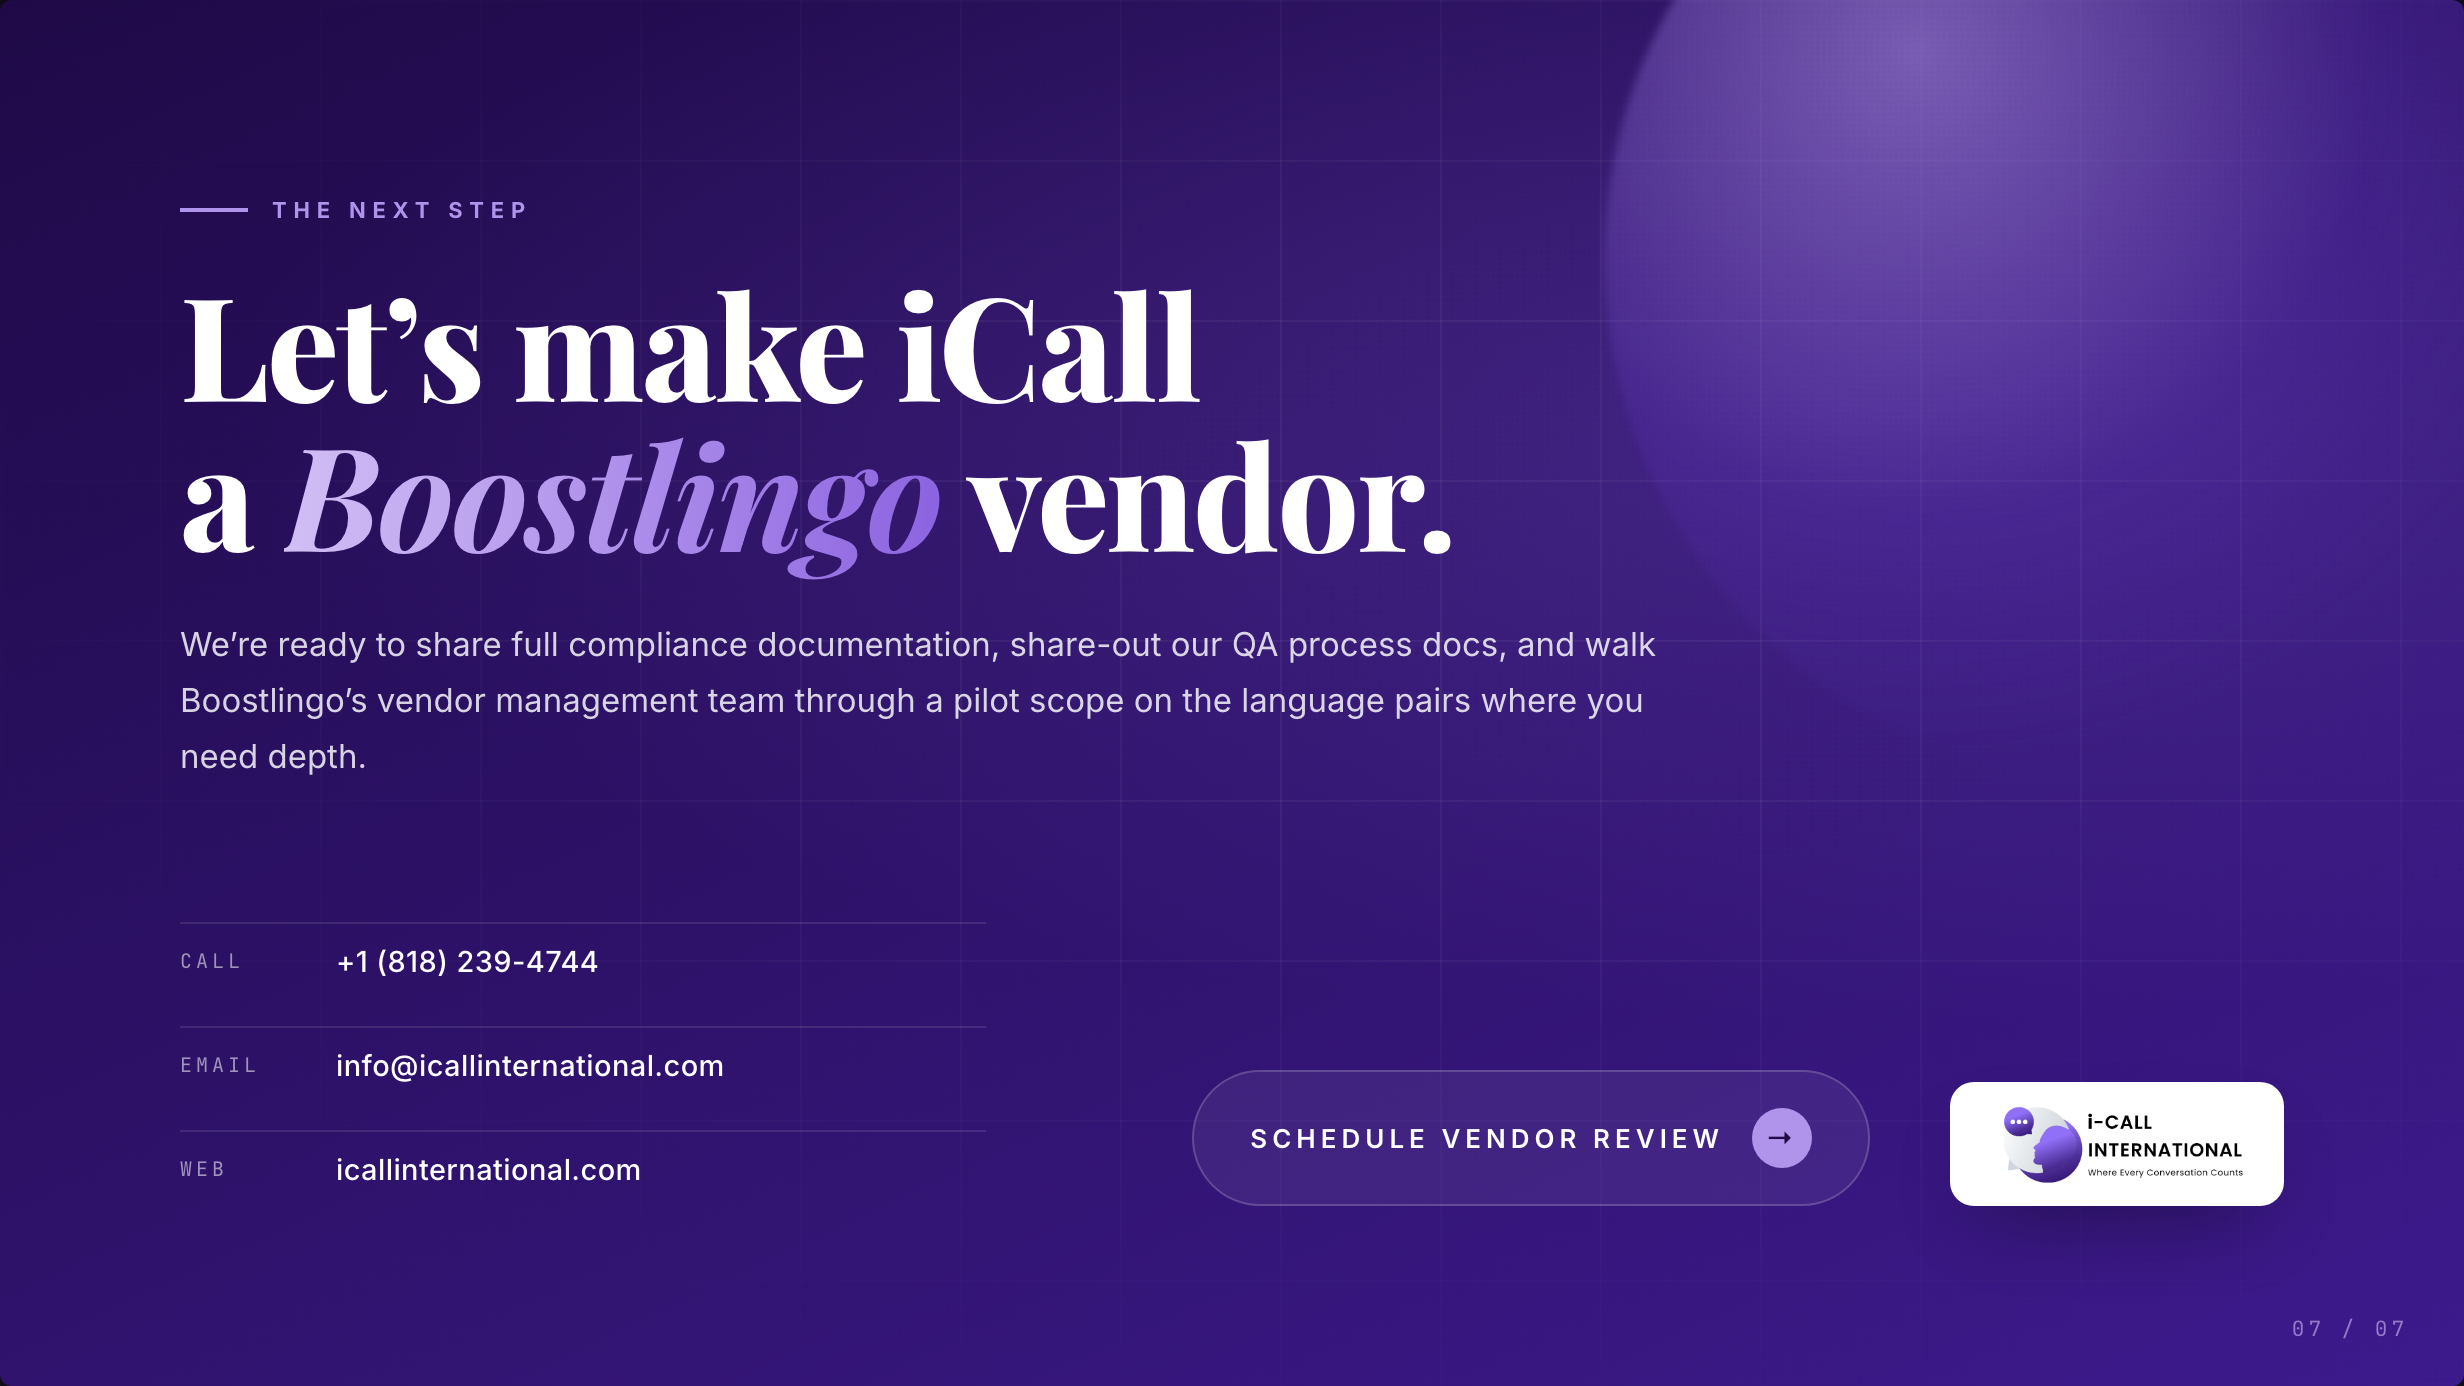 THE NEXT STEP
Let’s make iCall
a Boostlingo vendor.
We’re ready to share full compliance documentation, share-out our QA process docs, and walk
Boostlingo’s vendor management team through a pilot scope on the language pairs where you
need depth.
CALL +1 (818) 239-4744
EMAIL info@icallinternational.com
WEB icallinternational.com
SCHEDULE VENDOR REVIEW →
i-CALL
INTERNATIONAL
Where Every Conversation Counts
07 / 07